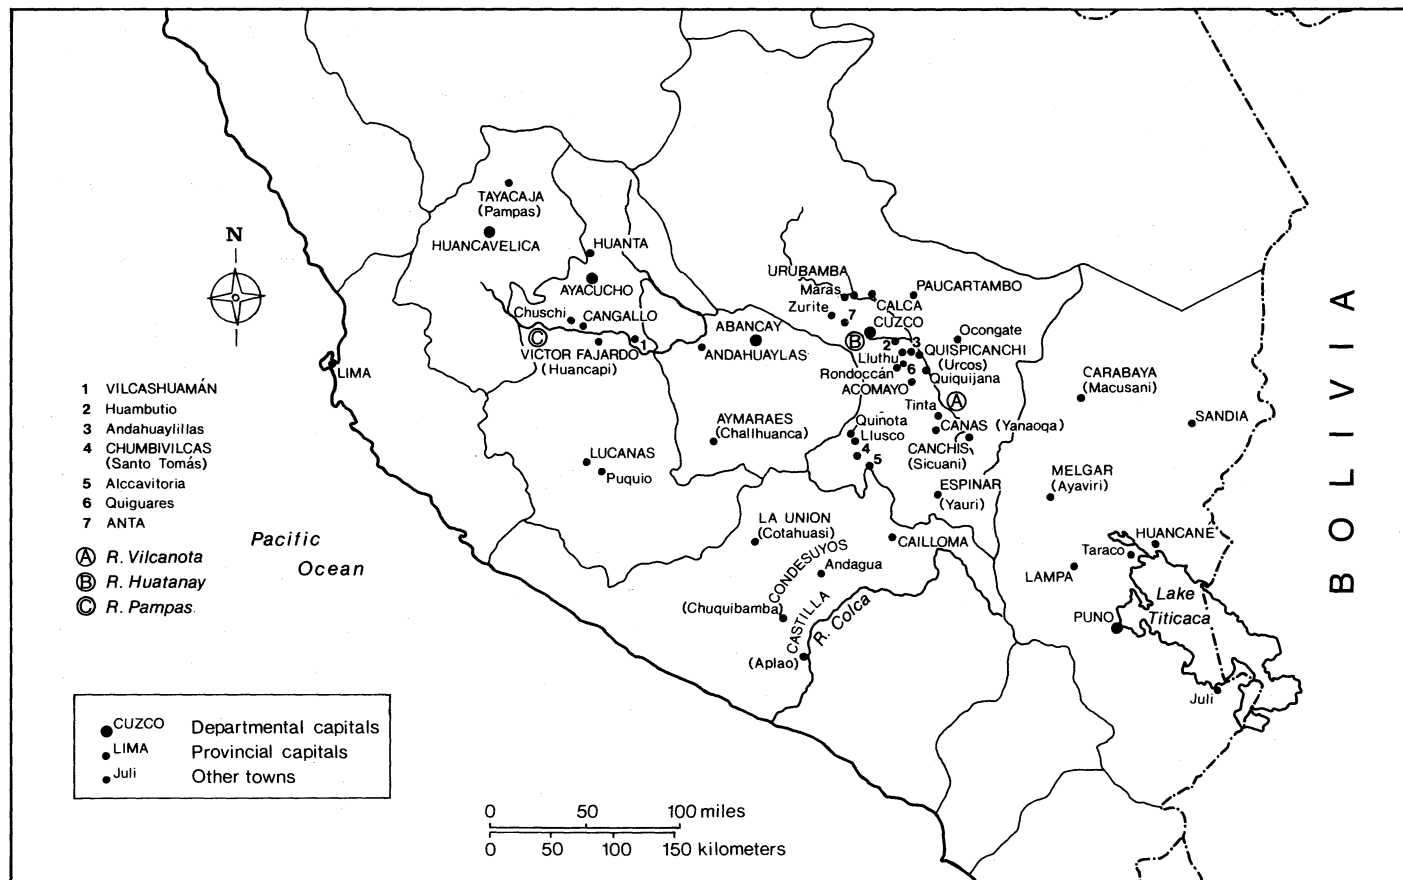 TAYACAJA
(Pampas)
HUANCAVELICA
N
HUANTA
AYACUCHO
Chuschi
CANGALLO
C
1
VICTOR FAJARDO
(Huancapi)
ABANCAY
ANDAHUAYLAS
URUBAMBA
Maras
Zurite
7
CALCA
PAUCARTAMBO
CUZCO
B
Ocongate
2
3
QUISPICANCHI
(Urcos)
Lluthu
Rondoccán
6
Quiquijana
ACOMAYO
A
Tinta
CANAS (Yanaoqa)
CANCHIS
(Sicuani)
Quiñota
Llusco
4
5
ESPINAR
(Yauri)
LIMA
AYMARAES
(Challhuanca)
LUCANAS
Puquio
CARABAYA
(Macusani)
SANDIA
MELGAR
(Ayaviri)
BOLIVIA
LA UNION
(Cotahuasi)
CAILLOMA
CONDESUYOS
Andagua
(Chuquibamba)
CASTILLA
R. Colca
(Aplao)
HUANCANÉ
Taraco
LAMPA
Lake
Titicaca
PUNO
Juli
1 VILCASHUAMÁN
2 Huambutio
3 Andahuaylillas
4 CHUMBIVILCAS
(Santo Tomás)
5 Alccavitoria
6 Quiguares
7 ANTA
A R. Vilcanota
B R. Huatanay
C R. Pampas
Pacific
Ocean
CUZCO Departmental capitals
LIMA Provincial capitals
Juli Other towns
0 50 100 miles
0 50 100 150 kilometers